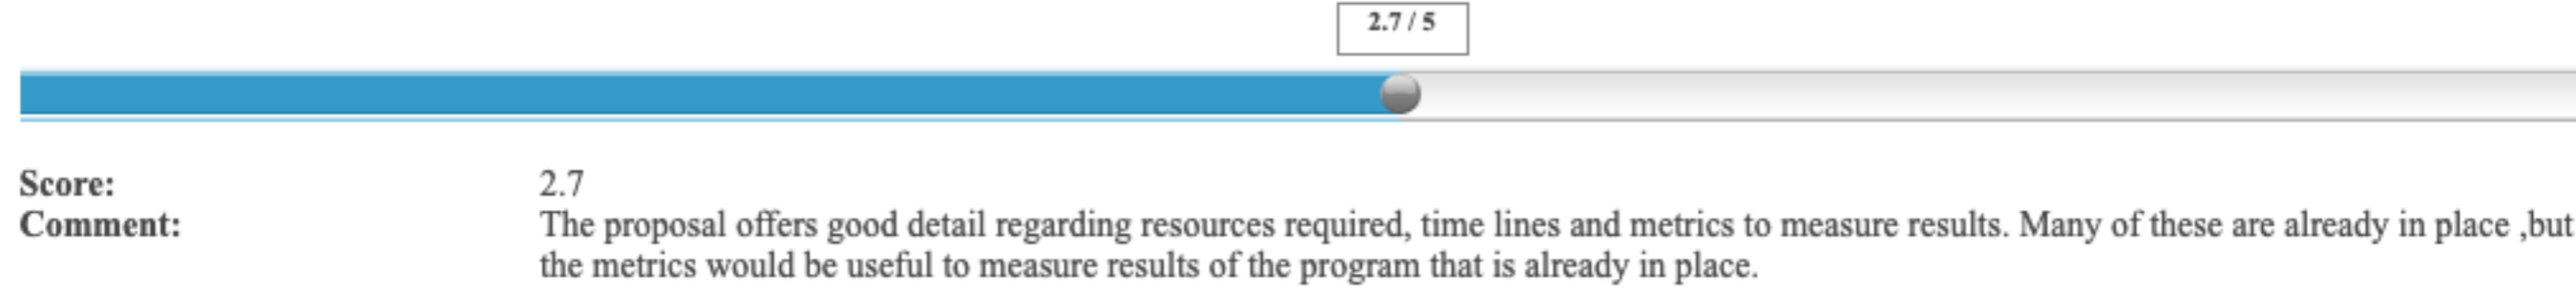 2.7 / 5
Score: 2.7
Comment: The proposal offers good detail regarding resources required, time lines and metrics to measure results. Many of these are already in place ,but
the metrics would be useful to measure results of the program that is already in place.